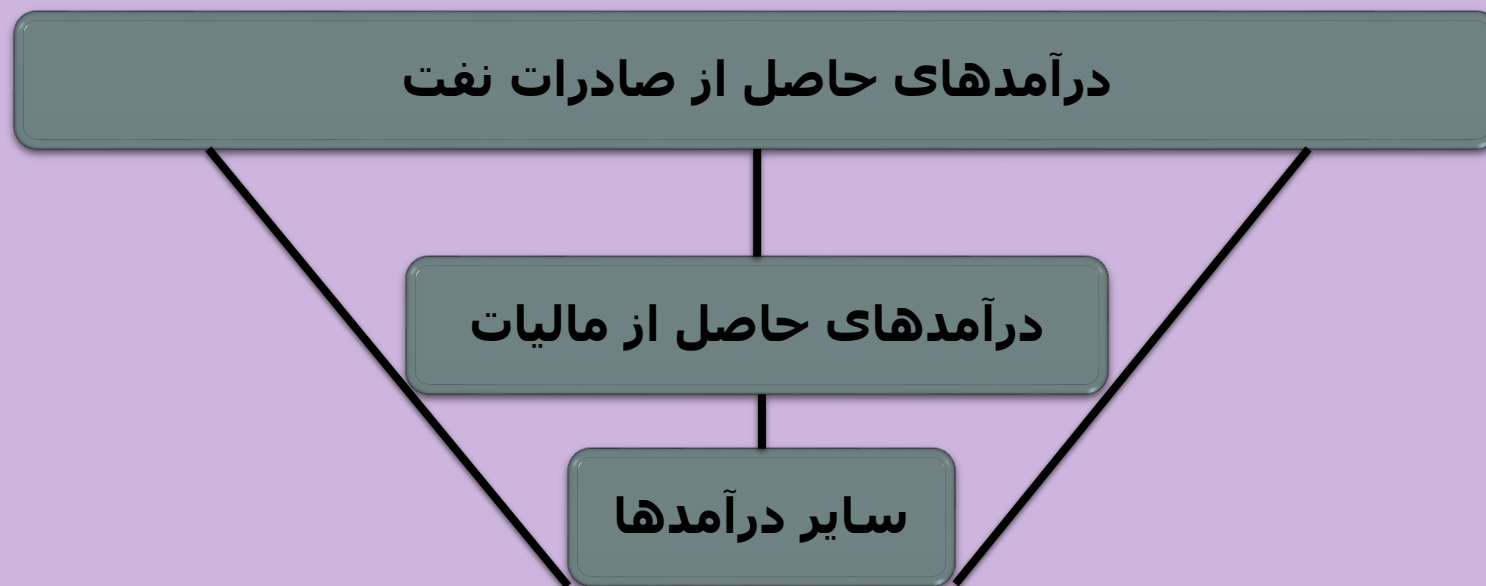 درآمدهای حاصل از صادرات نفت
درآمدهای حاصل از مالیات
سایر درآمدها